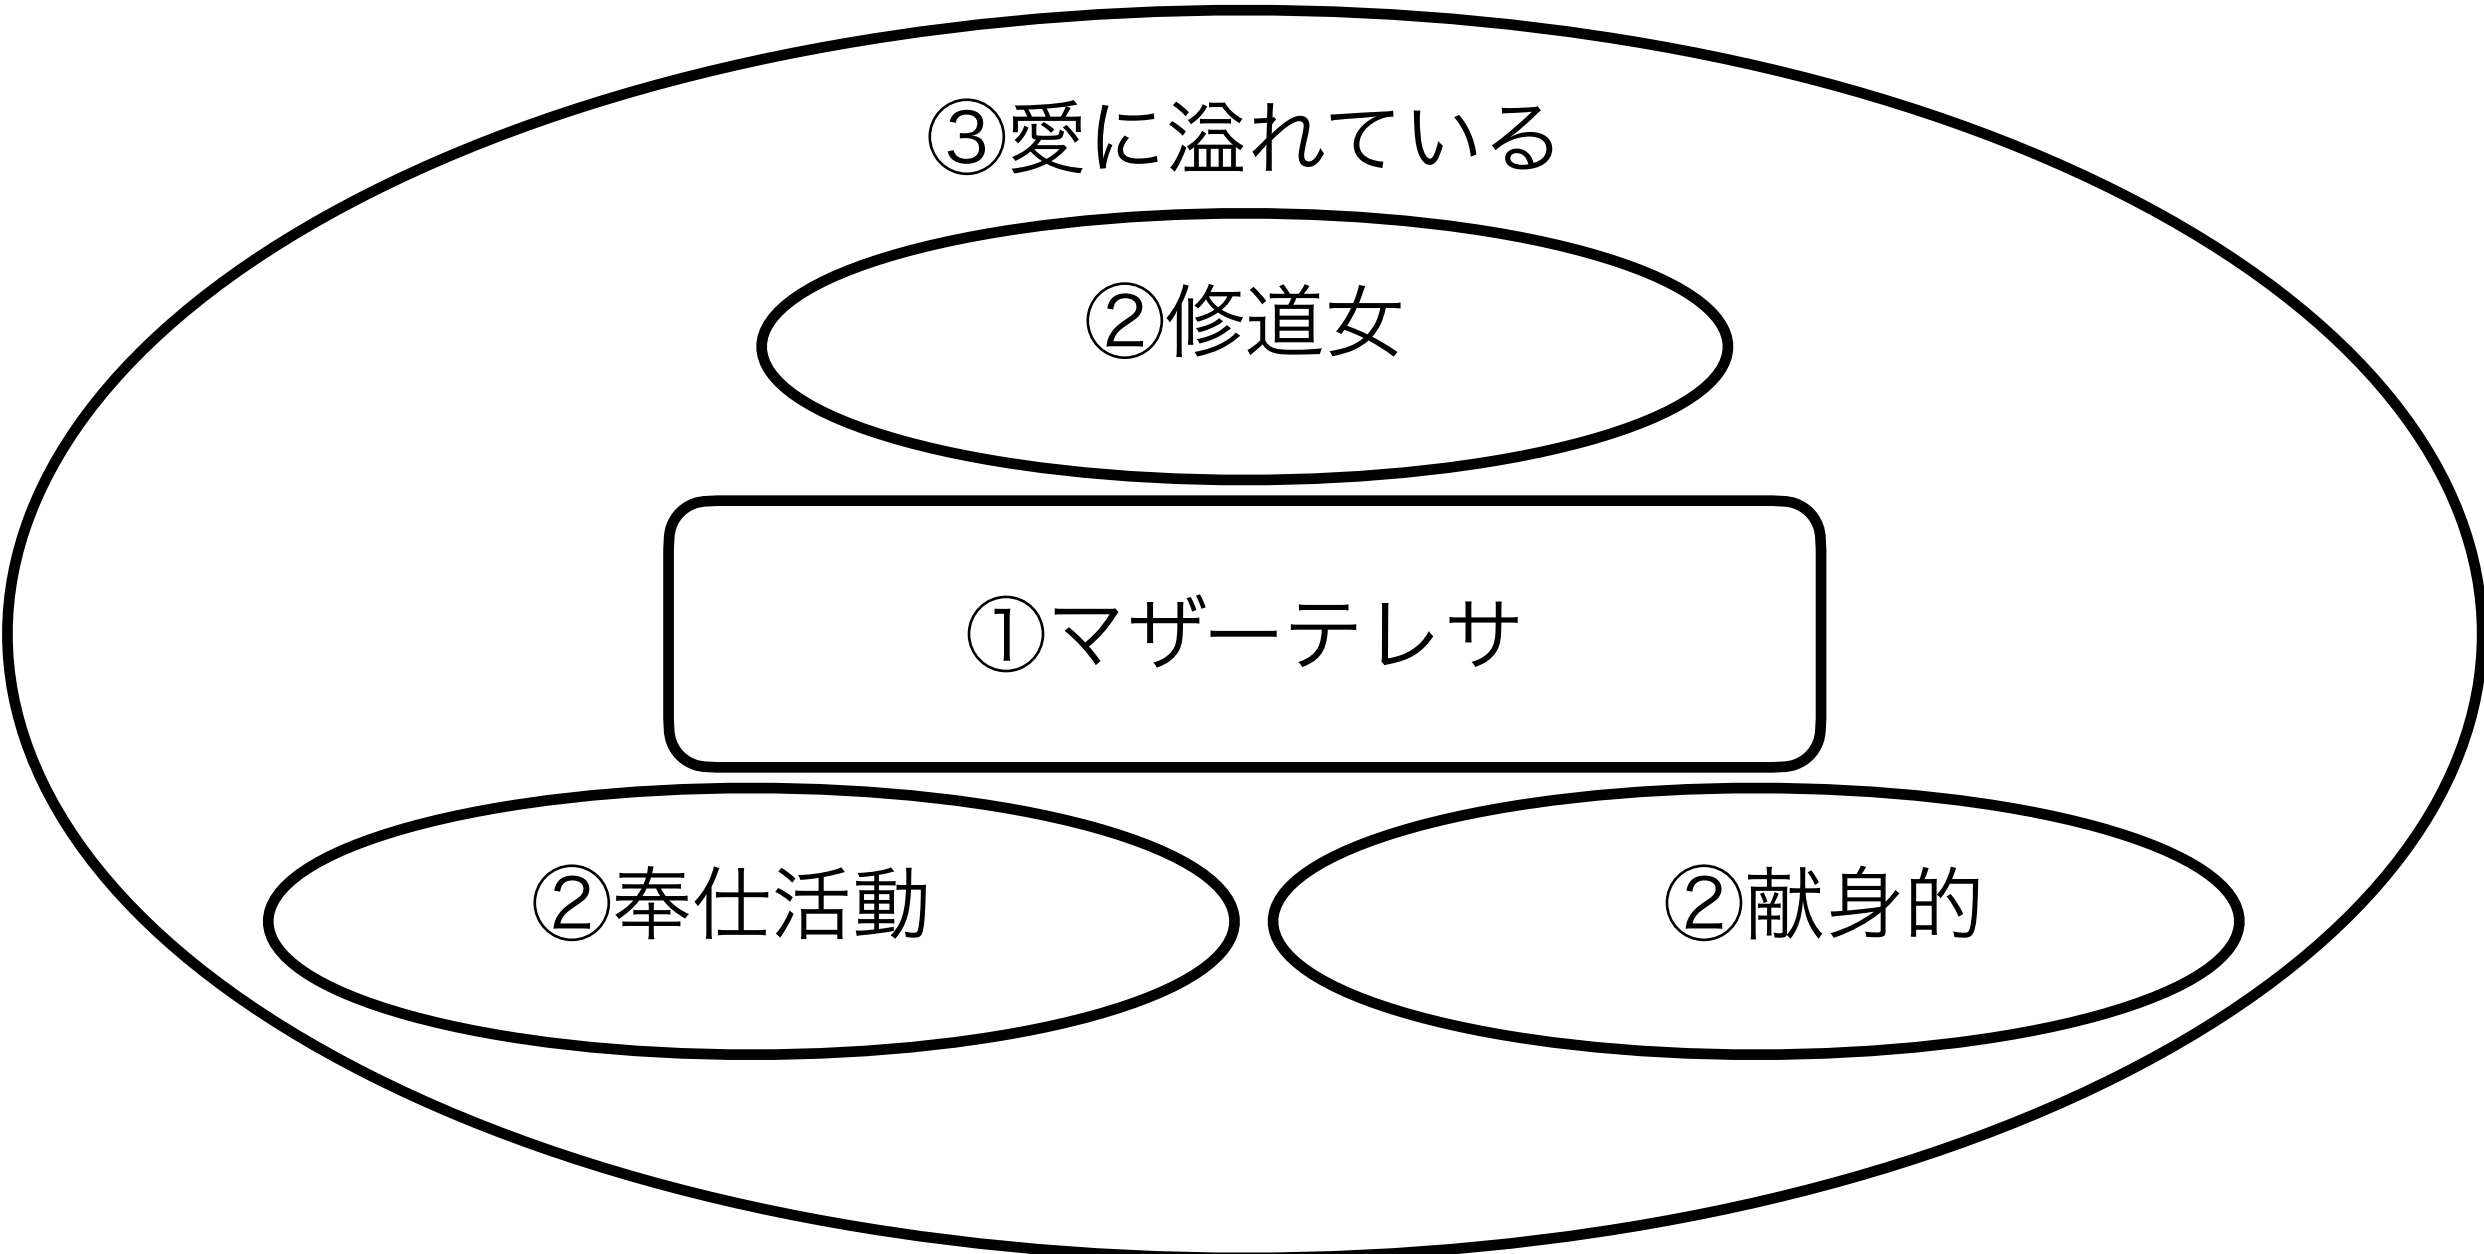 ③愛に溢れている
②修道女
①マザーテレサ
②奉仕活動
②献身的